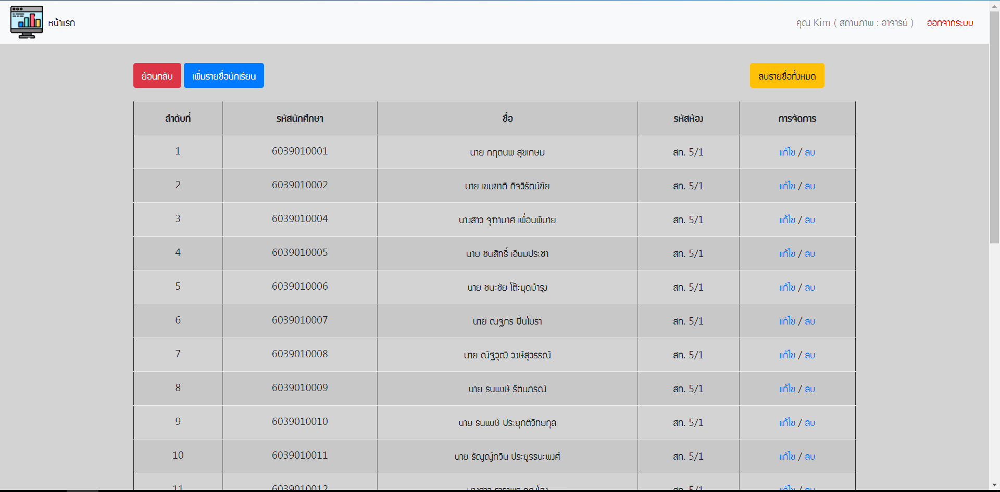 หน้าแรก
คุณ Kim ( สถานภาพ : อาจารย์ ) ออกจากระบบ
ย้อนกลับ เพิ่มรายชื่อนักเรียน ลบรายชื่อทั้งหมด
ลำดับที่ รหัสนักศึกษา ชื่อ รหัสห้อง การจัดการ
1 6039010001 นาย กฤตนพ สุขเกษม สท. 5/1 แก้ไข / ลบ
2 6039010002 นาย เขมชาติ กิจวิรัตน์ชัย สท. 5/1 แก้ไข / ลบ
3 6039010004 นางสาว จุฑามาศ เพื่อนพิมาย สท. 5/1 แก้ไข / ลบ
4 6039010005 นาย ชนสิทธิ์ เอียมประชา สท. 5/1 แก้ไข / ลบ
5 6039010006 นาย ชนะชัย โต๊ะมุดบำรุง สท. 5/1 แก้ไข / ลบ
6 6039010007 นาย ณฐกร ปิ่นโมรา สท. 5/1 แก้ไข / ลบ
7 6039010008 นาย ณัฐวุฒิ วงษ์สุวรรณ์ สท. 5/1 แก้ไข / ลบ
8 6039010009 นาย ธนพงษ์ รัตนภรณ์ สท. 5/1 แก้ไข / ลบ
9 6039010010 นาย ธนพงษ์ ประยุกต์วิทยกุล สท. 5/1 แก้ไข / ลบ
10 6039010011 นาย ธัญญ์กวิน ประยูรธนะพงศ์ สท. 5/1 แก้ไข / ลบ
11 6039010012 นางสาว สท. 5/1 แก้ไข / ลบ